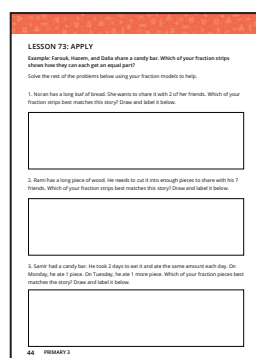 LESSON 73: APPLY
Example: Farouk, Hazem, and Dalia share a candy bar. Which of your fraction strips
shows how they can each get an equal part?
Solve the rest of the problems below using your fraction models to help.
1. Noran has a long loaf of bread. She wants to share it with 2 of her friends. Which of your
fraction strips best matches this story? Draw and label it below.
2. Rami has a long piece of wood. He needs to cut it into enough pieces to share with his 7
friends. Which of your fraction strips best matches this story? Draw and label it below.
3. Samir had a candy bar. He took 2 days to eat it and ate the same amount each day. On
Monday, he ate 1 piece. On Tuesday, he ate 1 more piece. Which of your fraction pieces best
matches the story? Draw and label it below.
44 PRIMARY 3